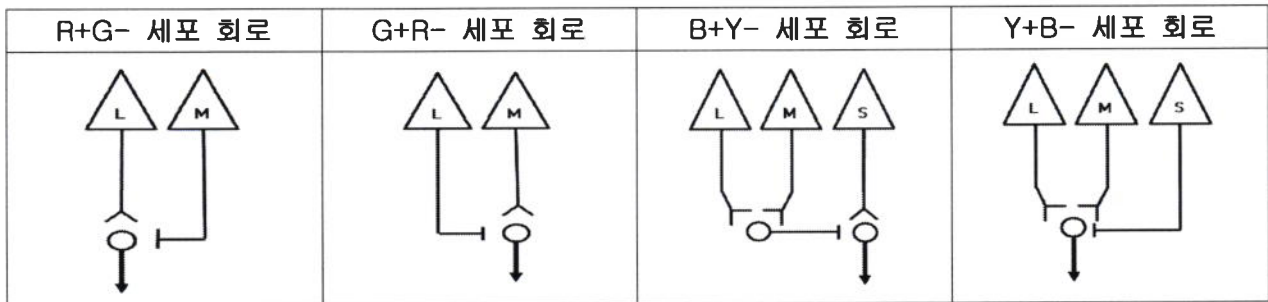 R+G- 세포 회로
G+R- 세포 회로
B+Y- 세포 회로
Y+B- 세포 회로
L M
L M
L M S
L M S